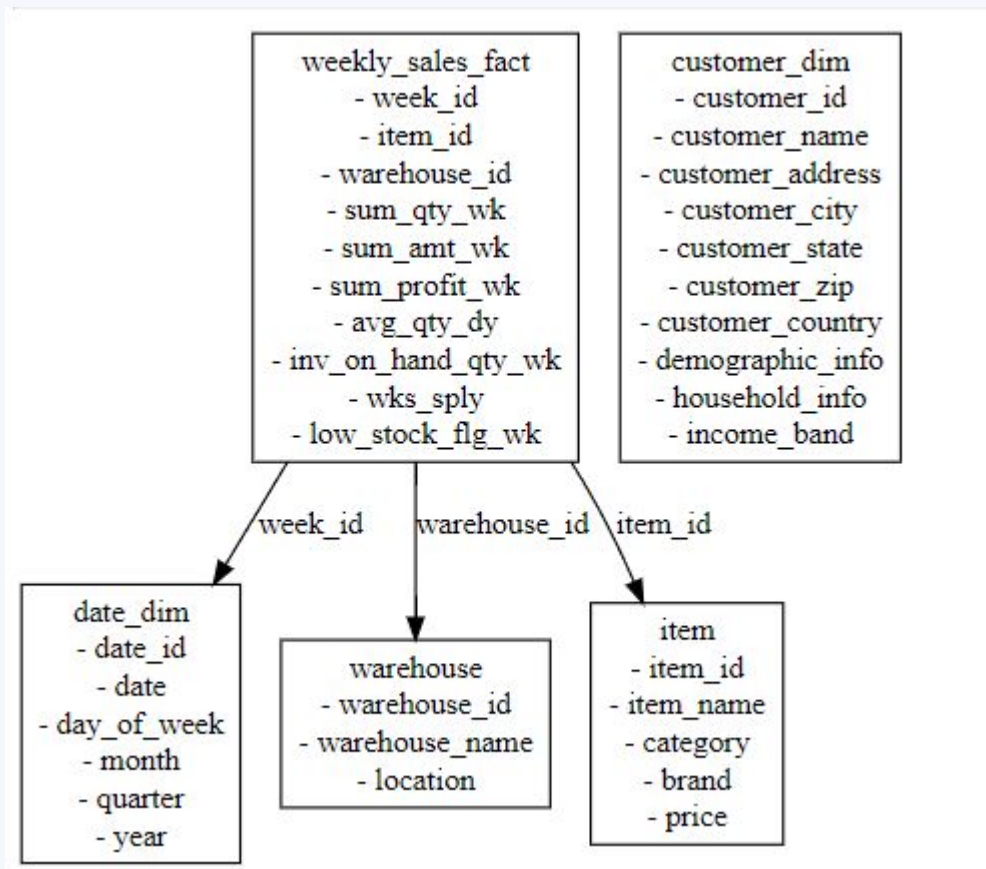 weekly_sales_fact
- week_id
- item_id
- warehouse_id
- sum_qty_wk
- sum_amt_wk
- sum_profit_wk
- avg_qty_dy
- inv_on_hand_qty_wk
- wks_sply
- low_stock_flg_wk
customer_dim
- customer_id
- customer_name
- customer_address
- customer_city
- customer_state
- customer_zip
- customer_country
- demographic_info
- household_info
- income_band
week_id
warehouse_id
item_id
date_dim
- date_id
- date
- day_of_week
- month
- quarter
- year
warehouse
- warehouse_id
- warehouse_name
- location
item
- item_id
- item_name
- category
- brand
- price